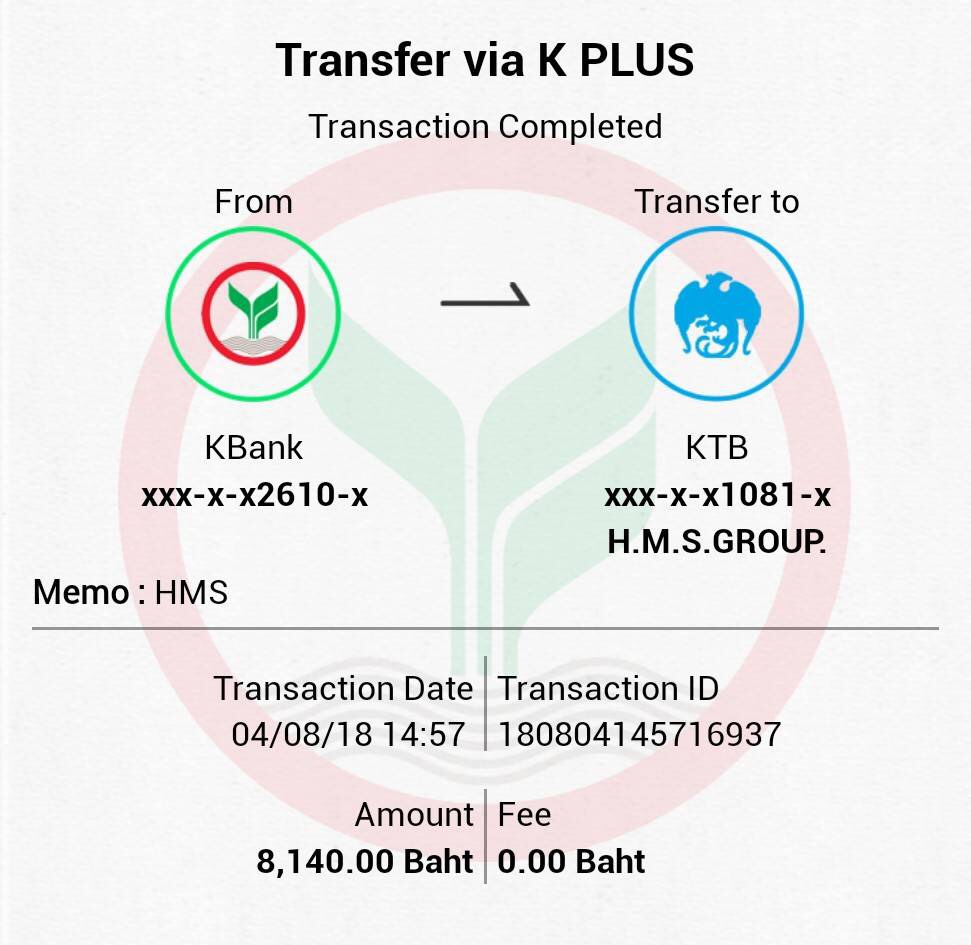 Transfer via K PLUS
Transaction Completed
From
Transfer to
KBank
xxx-x-x2610-x
KTB
xxx-x-x1081-x
H.M.S.GROUP.
Memo : HMS
Transaction Date
04/08/18 14:57
Transaction ID
180804145716937
Amount
8,140.00 Baht
Fee
0.00 Baht